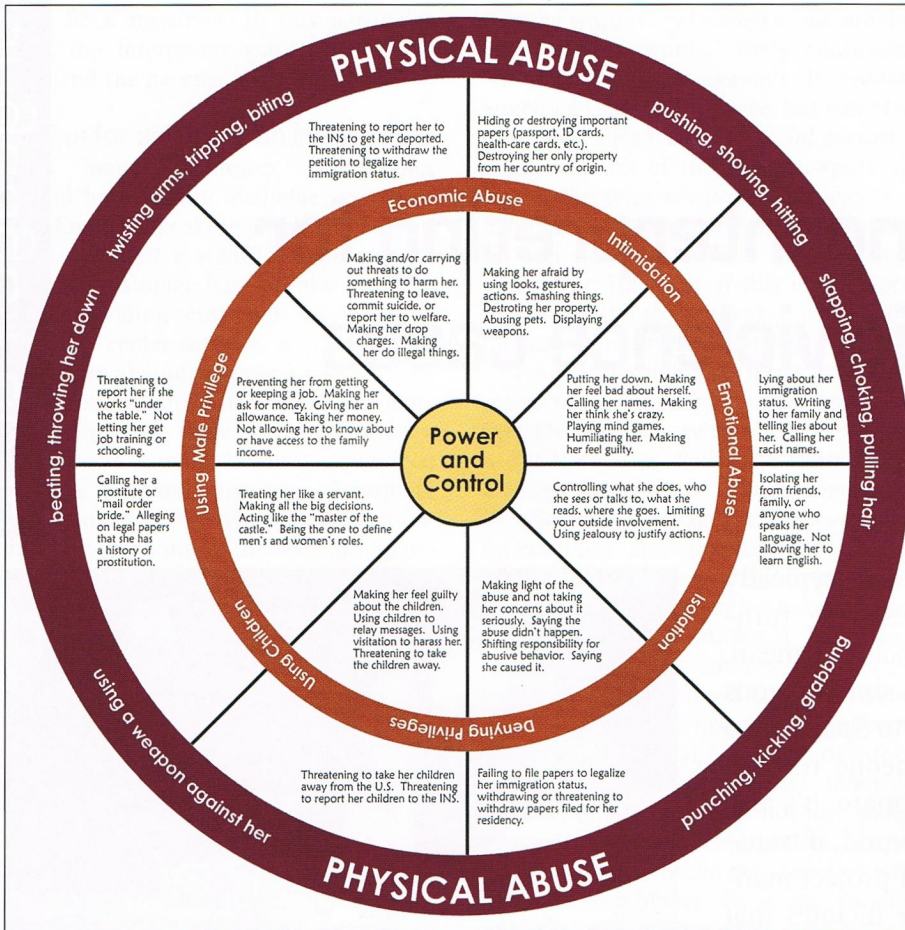 PHYSICAL ABUSE
twisting arms, tripping, biting
pushing, shoving, hitting
Threatening to report her to
the INS to get her deported.
Threatening to withdraw the
petition to legalize her
immigration status.
Hiding or destroying important
papers (passport, ID cards,
health-care cards, etc.).
Destroying her only property
from her country of origin.
Economic Abuse
Intimidation
Making and/or carrying
out threats to do
something to harm her.
Threatening to leave,
commit suicide, or
report her to welfare.
Making her drop
charges. Making
her do illegal things.
Making her afraid by
using looks, gestures,
actions. Smashing things.
Destroting her property.
Abusing pets. Displaying
weapons.
beating, throwing her down
slapping, choking, pulling hair
Threatening to
report her if she
works "under
the table." Not
letting her get
job training or
schooling.
Using Male Privilege
Preventing her from getting
or keeping a job. Making her
ask for money. Giving her an
allowance. Taking her money.
Not allowing her to know about
or have access to the family
income.
Power
and
Control
Putting her down. Making
her feel bad about herself.
Calling her names. Making
her think she's crazy.
Playing mind games.
Humiliating her. Making
her feel guilty.
Emotional Abuse
Lying about her
immigration
status. Writing
to her family and
telling lies about
her. Calling her
racist names.
Calling her a
prostitute or
"mail order
bride." Alleging
on legal papers
that she has
a history of
prostitution.
Treating her like a servant.
Making all the big decisions.
Acting like the "master of the
castle." Being the one to define
men's and women's roles.
Controlling what she does, who
she sees or talks to, what she
reads, where she goes. Limiting
your outside involvement.
Using jealousy to justify actions.
Isolating her
from friends,
family, or
anyone who
speaks her
language. Not
allowing her to
learn English.
Using Children
Making her feel guilty
about the children.
Using children to
relay messages. Using
visitation to harass her.
Threatening to take
the children away.
Making light of the
abuse and not taking
her concerns about it
seriously. Saying the
abuse didn't happen.
Shifting responsibility for
abusive behavior. Saying
she caused it.
Isolation
Denying Privileges
using a weapon against her
punching, kicking, grabbing
Threatening to take her children
away from the U.S. Threatening
to report her children to the INS.
Failing to file papers to legalize
her immigration status,
withdrawing or threatening to
withdraw papers filed for her
residency.
PHYSICAL ABUSE